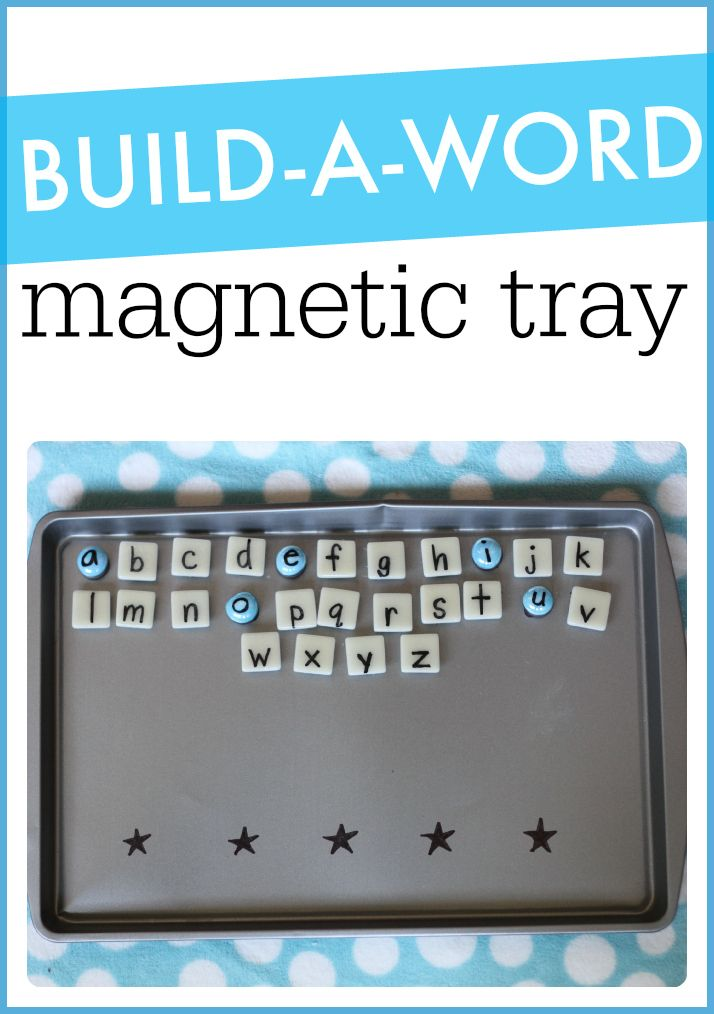 BUILD-A-WORD
magnetic tray
a b c d e f g h i j k
l m n o p q r s t u v
w x y z